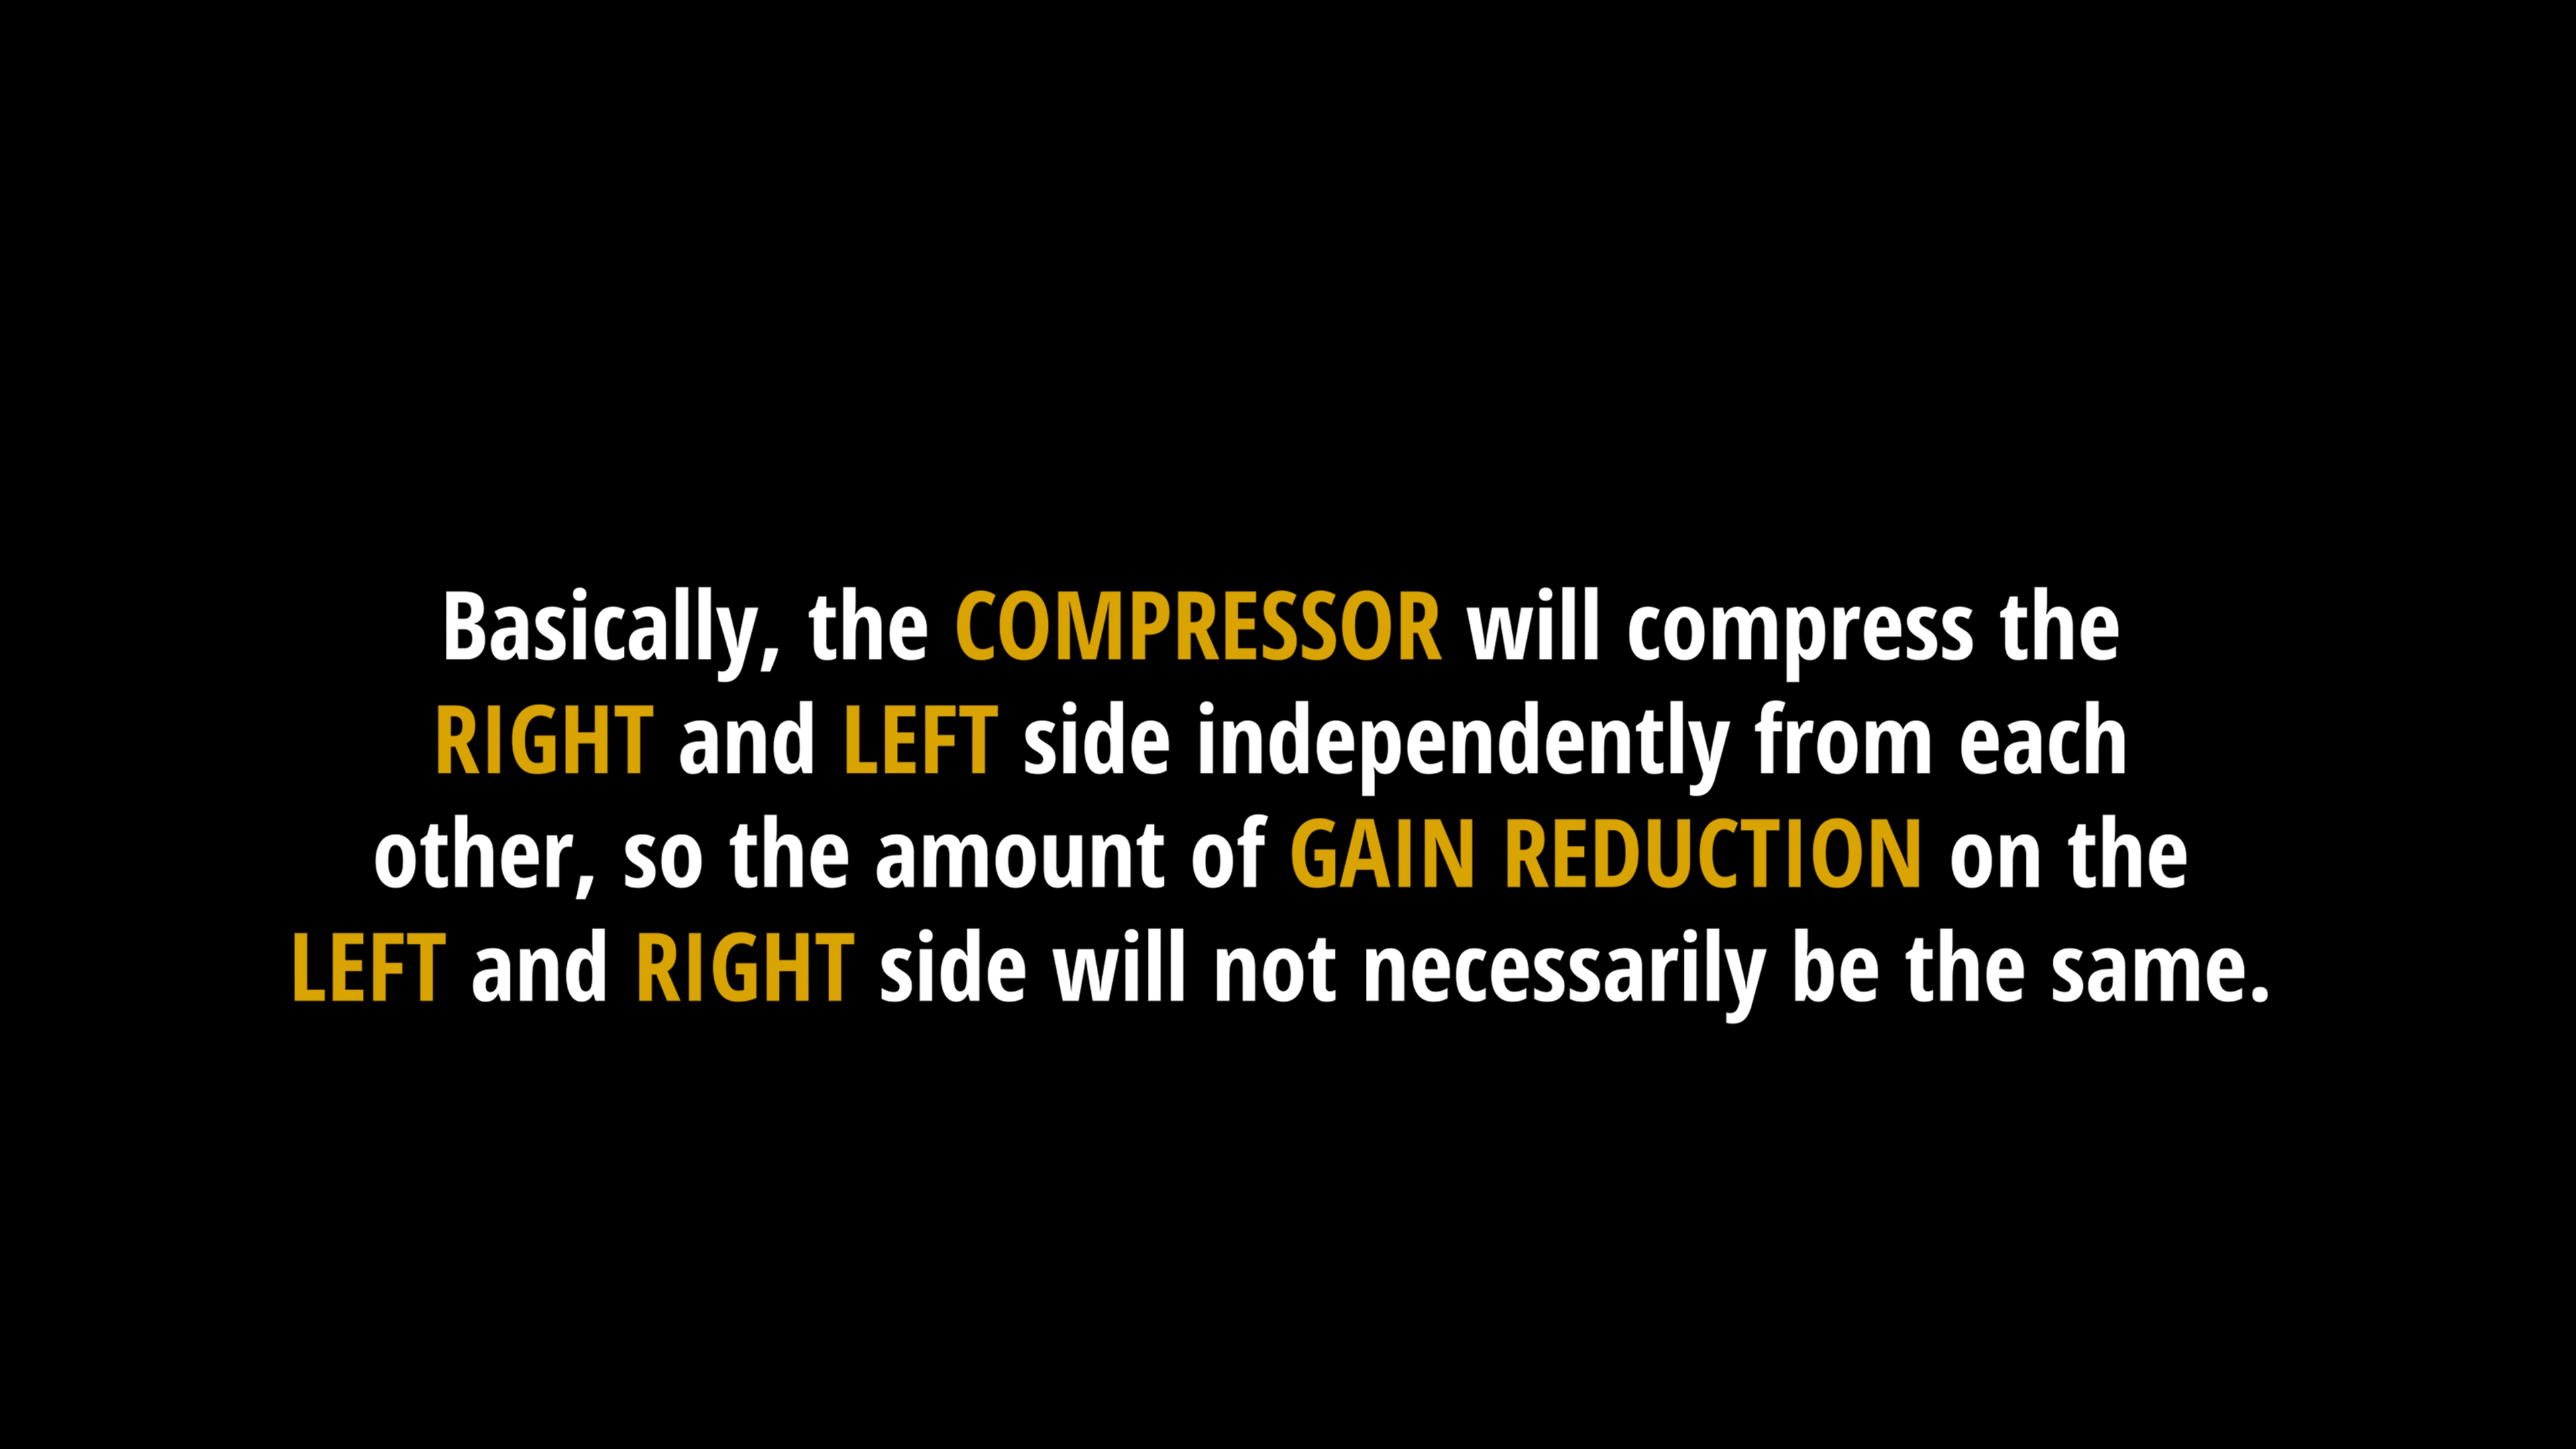 Basically, the COMPRESSOR will compress the
RIGHT and LEFT side independently from each
other, so the amount of GAIN REDUCTION on the
LEFT and RIGHT side will not necessarily be the same.